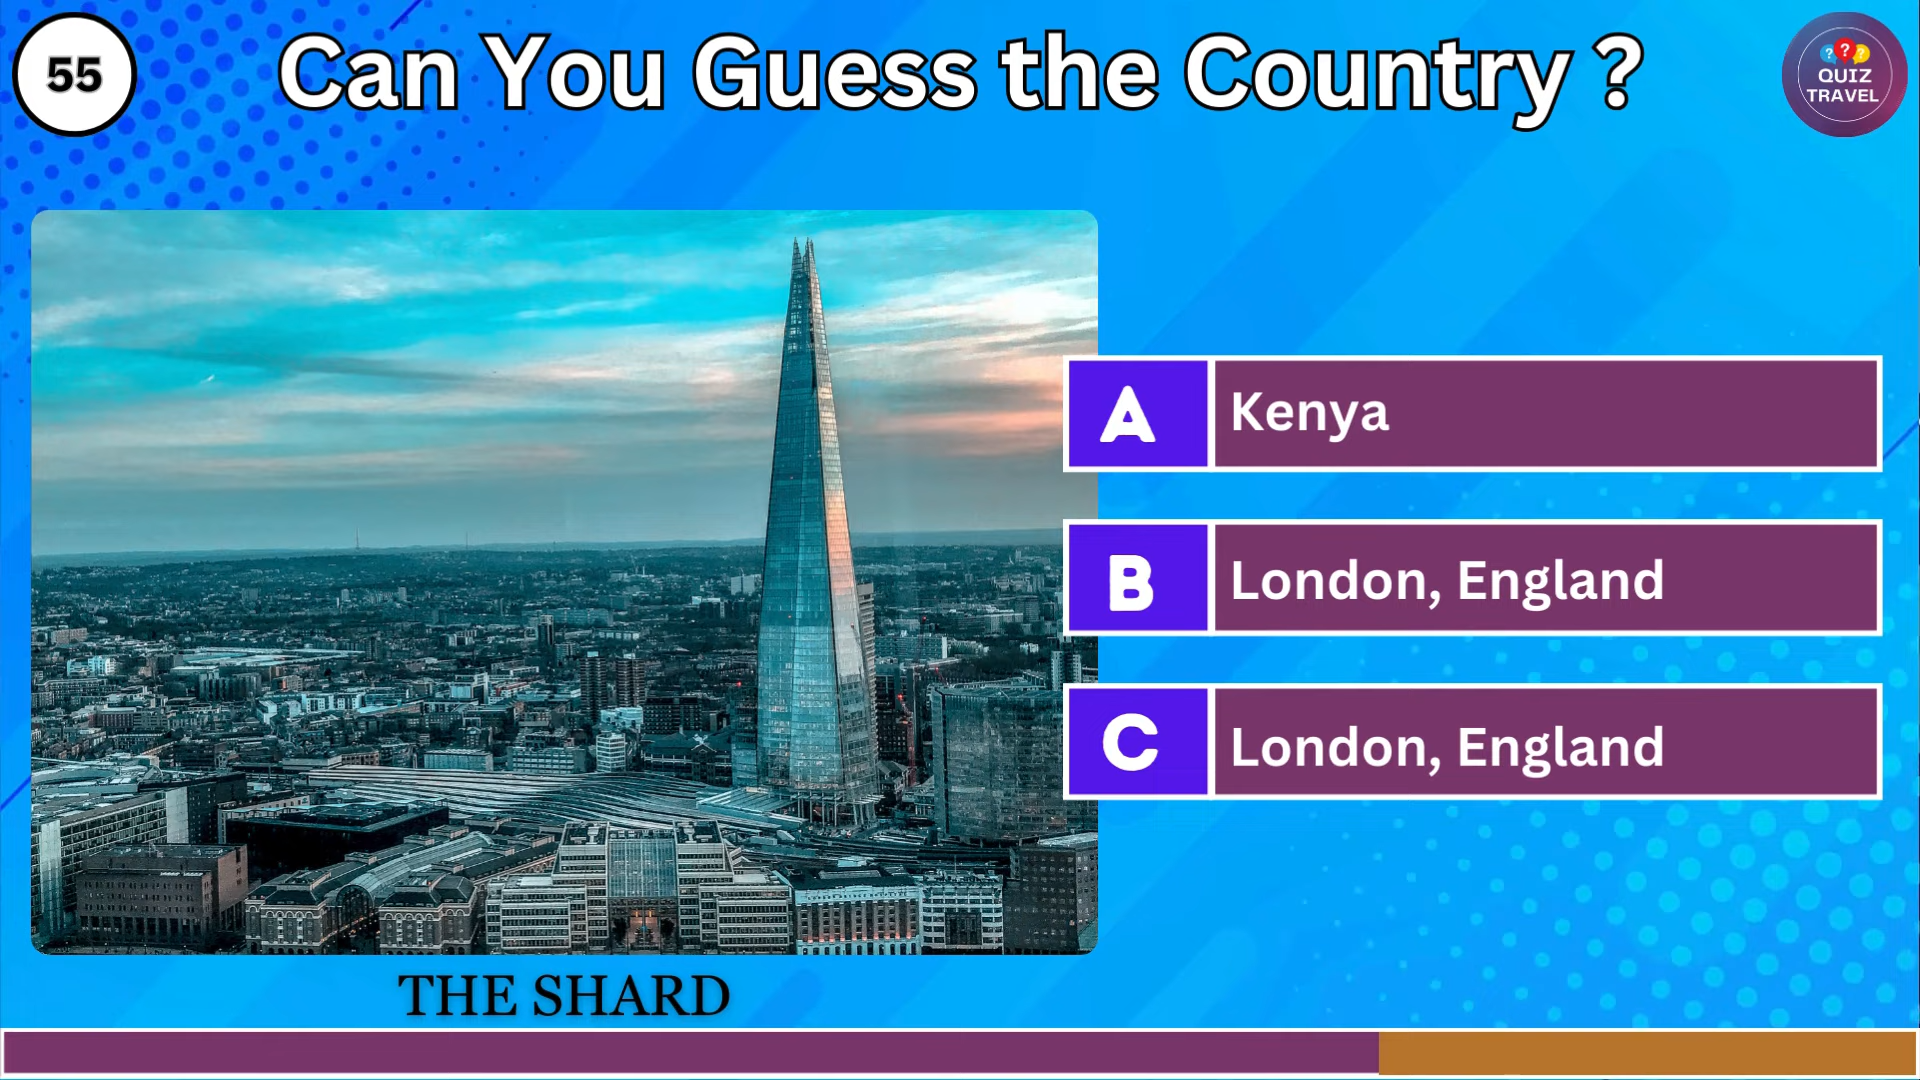 55
Can You Guess the Country ?
? ? ?
QUIZ
TRAVEL
A
Kenya
B
London, England
C
London, England
THE SHARD